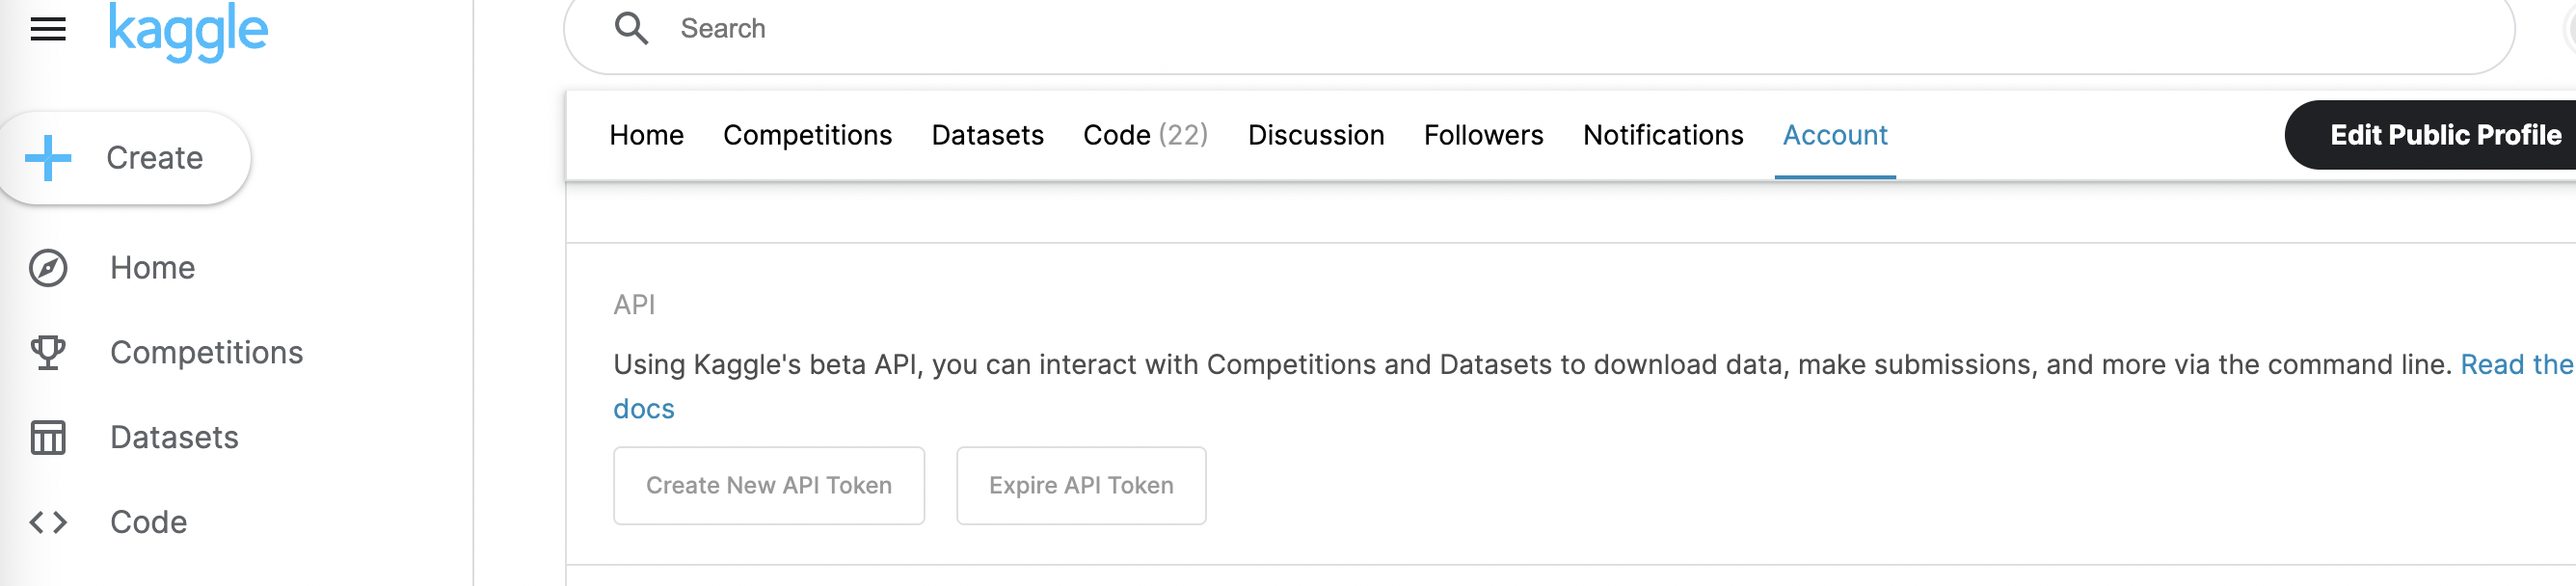 kaggle
Search
Create
Home
Competitions
Datasets
Code
Home Competitions Datasets Code (22) Discussion Followers Notifications Account Edit Public Profile
API
Using Kaggle's beta API, you can interact with Competitions and Datasets to download data, make submissions, and more via the command line. Read the
docs
Create New API Token Expire API Token